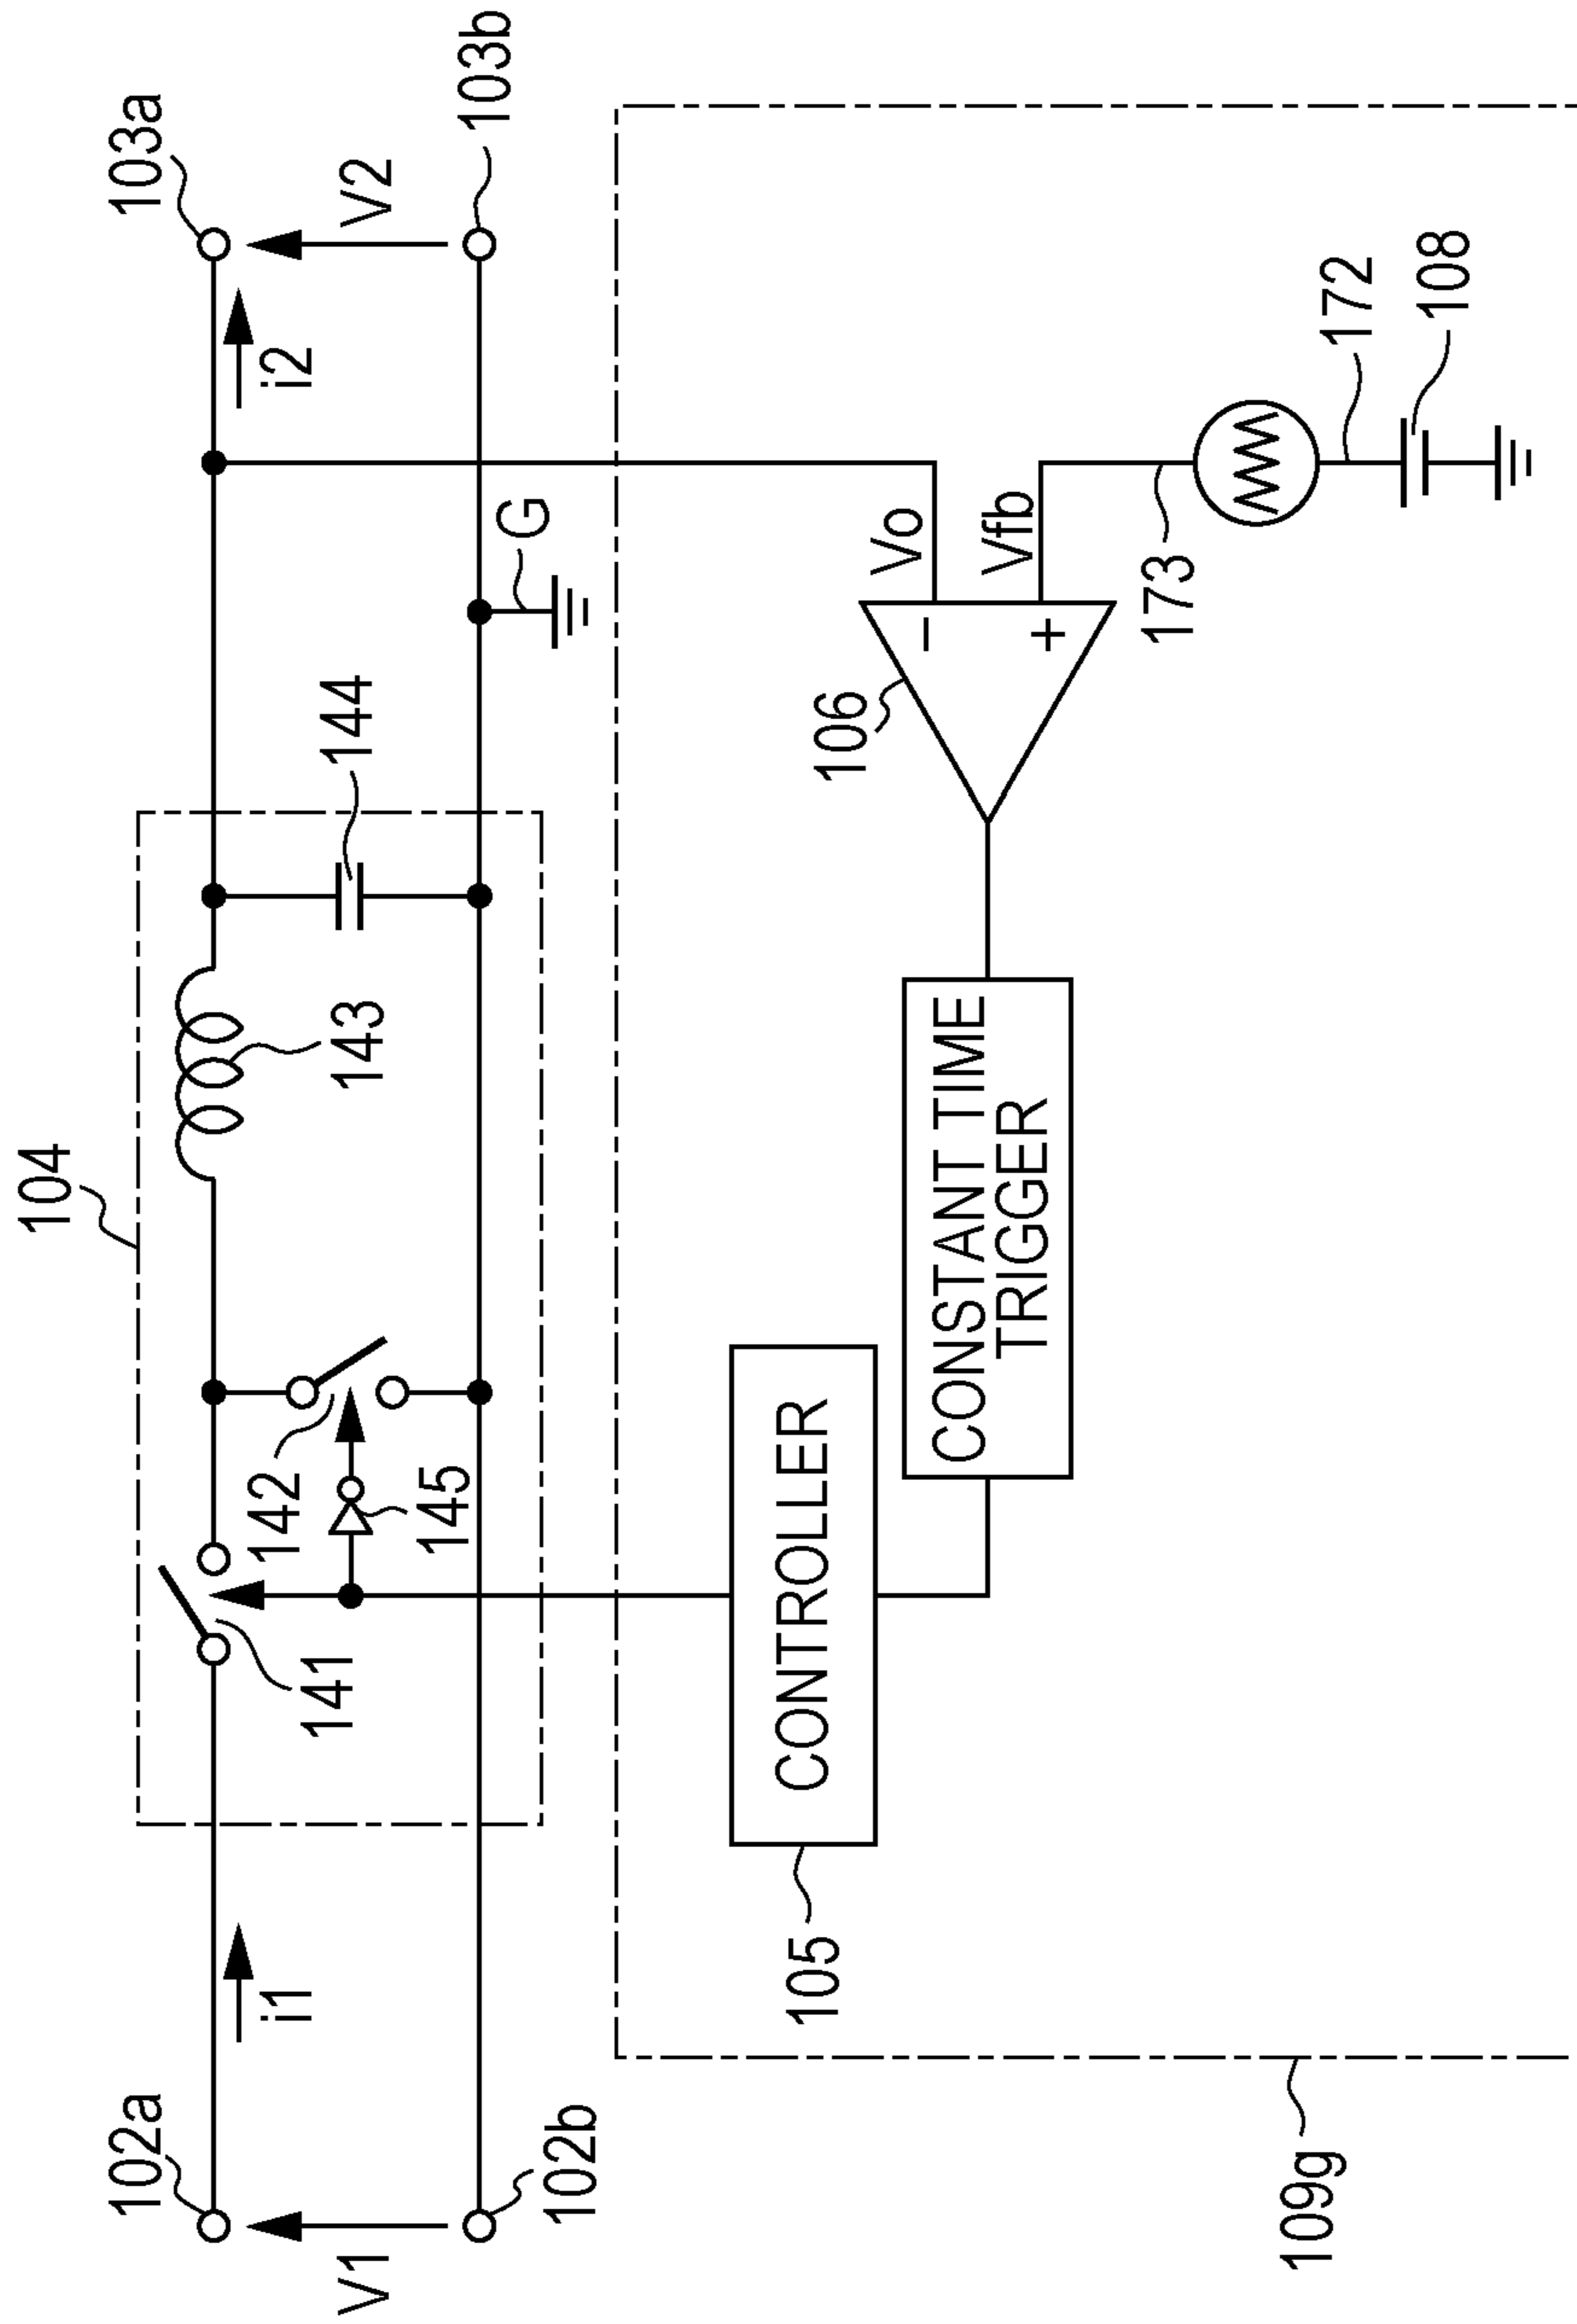 104
102a
103a
i1
i2
V1
V2
141
142
145
143
144
G
102b
103b
105
CONTROLLER
CONSTANT TIME
TRIGGER
106
−
+
Vo
Vfb
173
172
108
109g